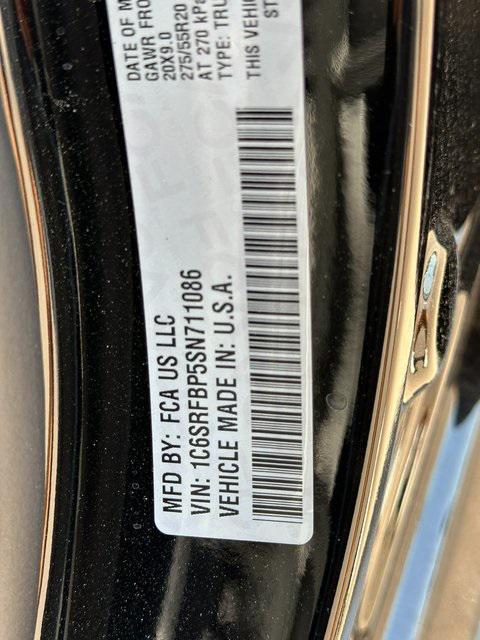 MFD BY: FCA US LLC
VIN: 1C6SRFBP5SN711086
VEHICLE MADE IN: U.S.A.
DATE OF M
GAWR FRO
20X9.0
275/55R20
AT 270 kPa
TYPE: TRU
THIS VEHI
ST